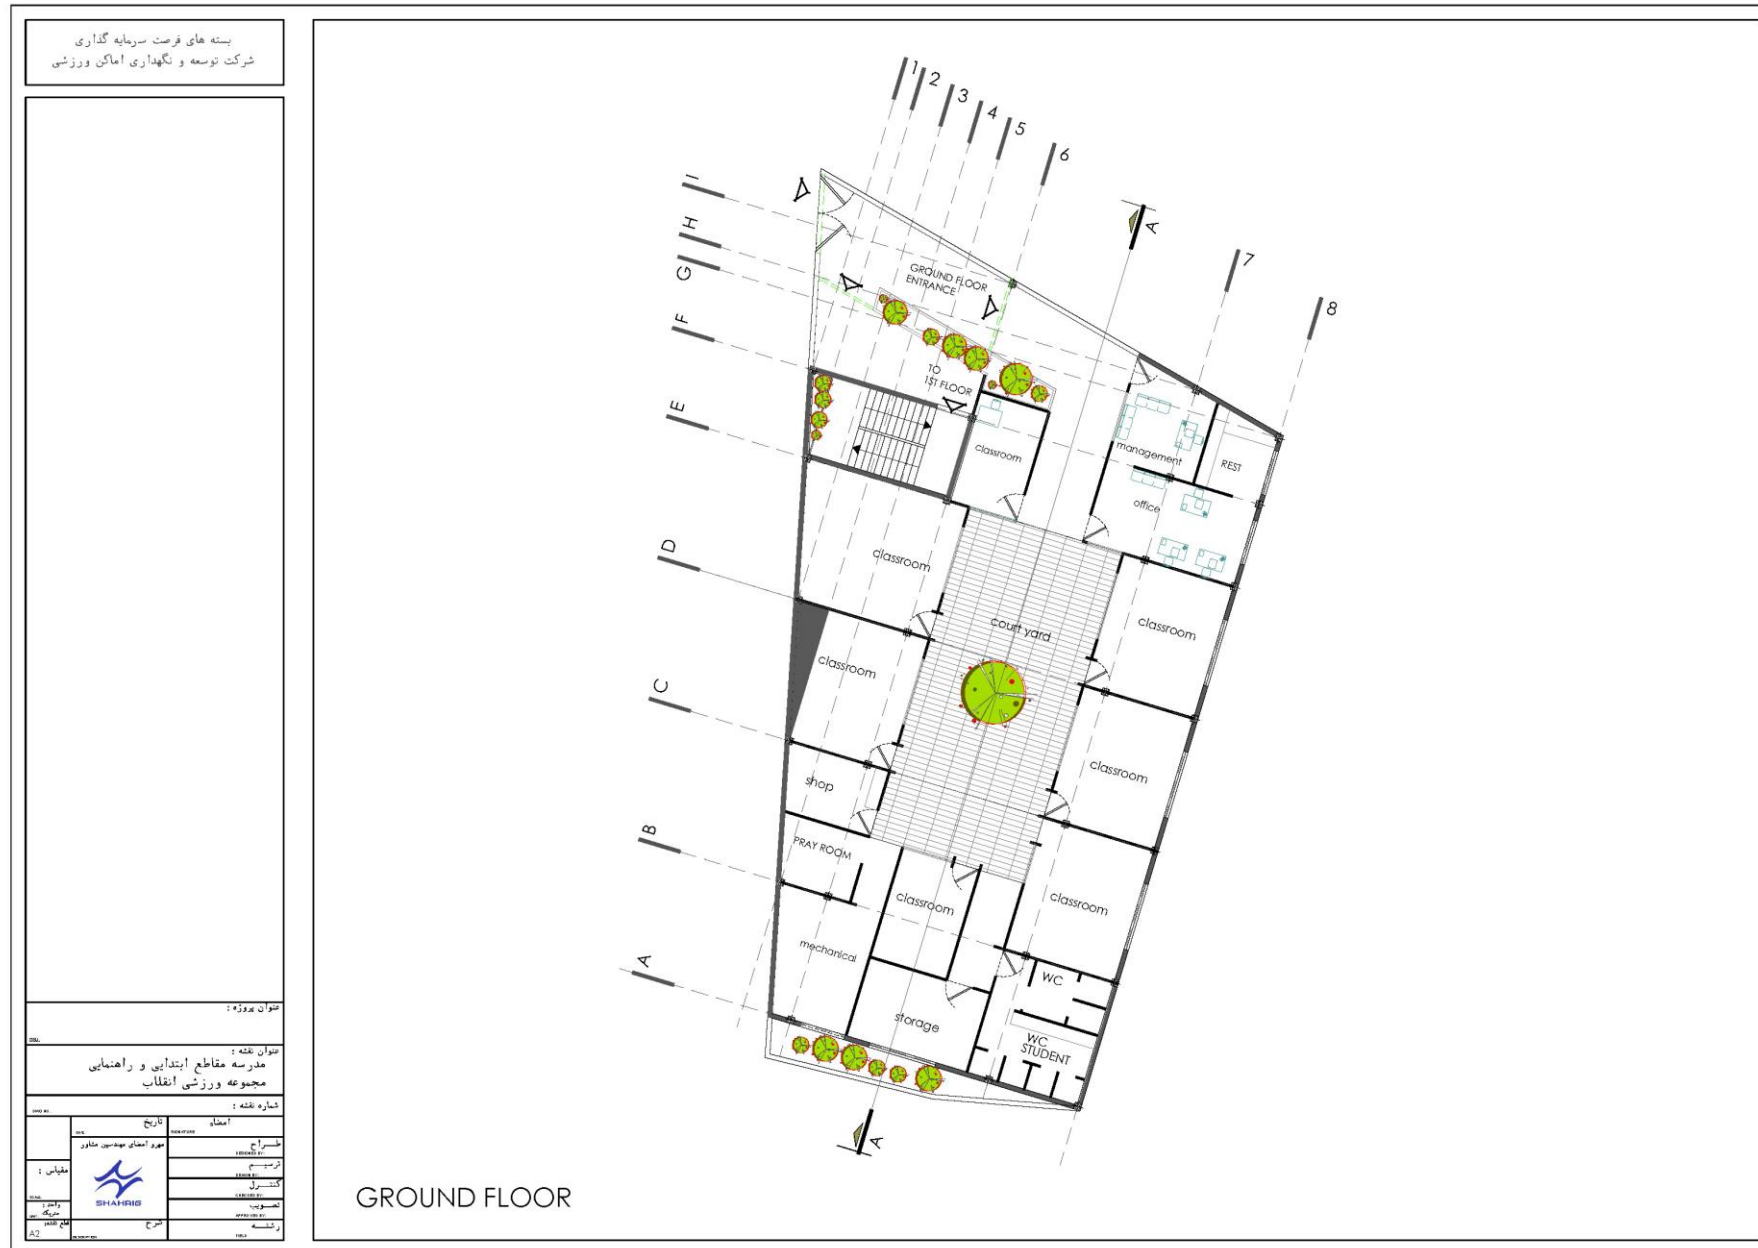 بسته های فرصت سرمایه گذاری
شرکت توسعه و نگهداری اماکن ورزشی
عنوان پروژه :
عنوان نقشه :
مدرسه مقاطع ابتدایی و راهنمایی
مجموعه ورزشی انقلاب
شماره نقشه :
امضاء
تاریخ
مهرو امضای مهندسین مشاور
طراح
ترسیم
کنترل
تصویب
رشته
مقیاس :
SHAHRIG
واحد :
متریک
شرح
A2
1
2
3
4
5
6
7
8
I
H
G
F
E
D
C
B
A
A
GROUND FLOOR
ENTRANCE
TO
1ST FLOOR
classroom
management
REST
office
classroom
court yard
classroom
classroom
classroom
shop
PRAY ROOM
classroom
classroom
mechanical
WC
storage
WC
STUDENT
A
GROUND FLOOR